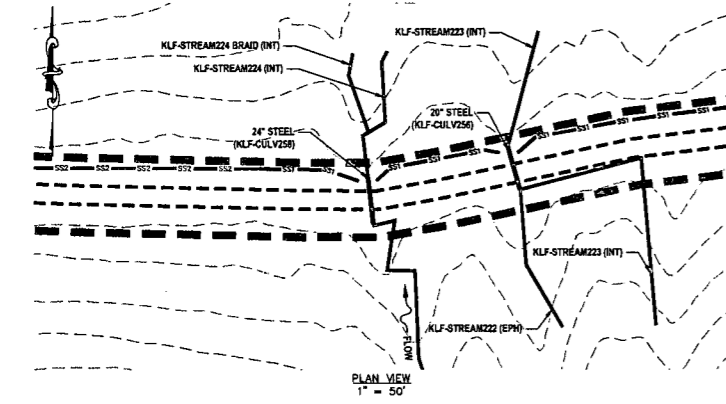 KLF-STREAM223 (INT)
KLF-STREAM224 BRAID (INT)
KLF-STREAM224 (INT)
20" STEEL
(KLF-CULV256)
24" STEEL
(KLF-CULV258)
SS1 SS1 SS1 SS1
SS1 SS1 SS1
SS2 SS2 SS2 SS2 SS1 SS1
KLF-STREAM223 (INT)
KLF-STREAM222 (EPH)
FLOW
PLAN VIEW
1" = 50'